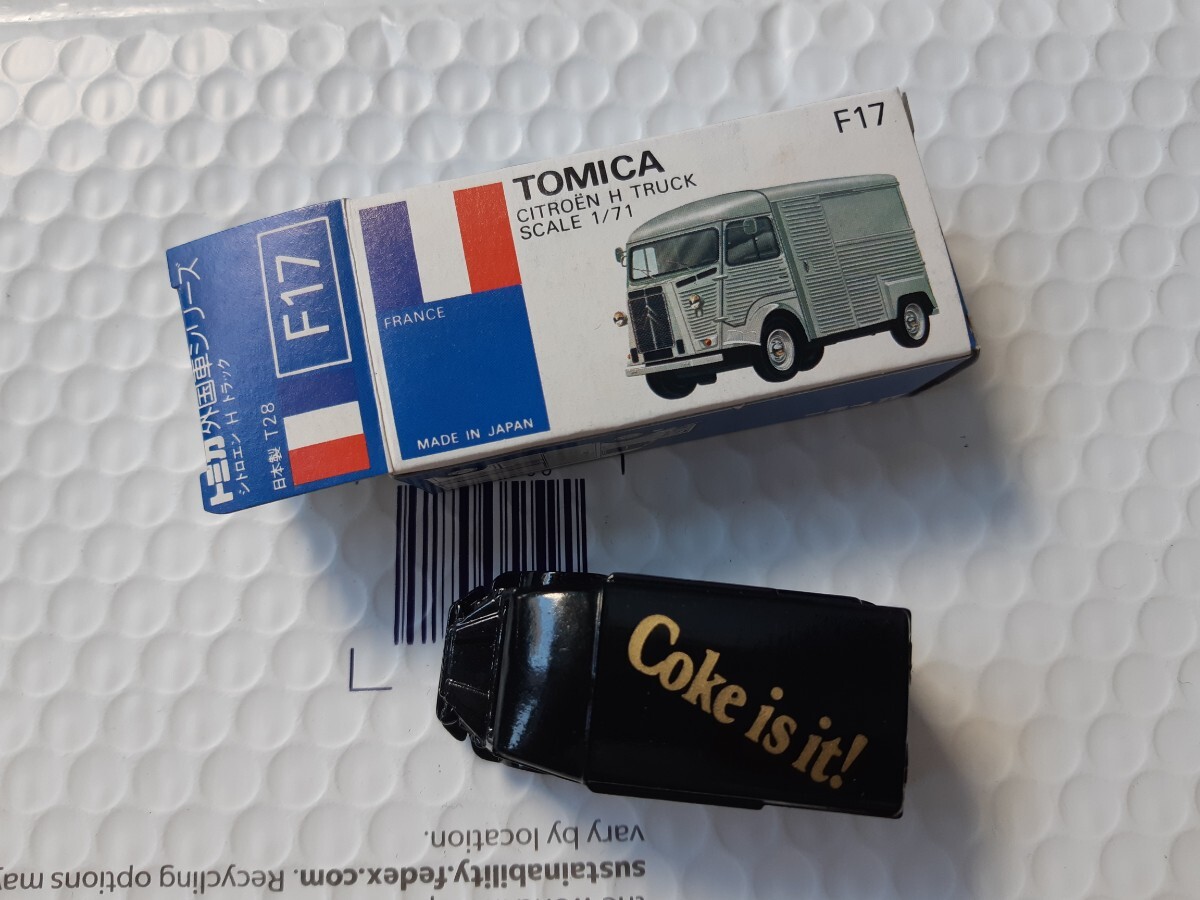 F17
TOMICA
CITROËN H TRUCK
SCALE 1/71
FRANCE
MADE IN JAPAN
F17
トミカ外国車シリーズ
シトロエン H トラック
日本製 T28
Coke is it!
sustainability.fedex.com. Recycling options may
vary by location.